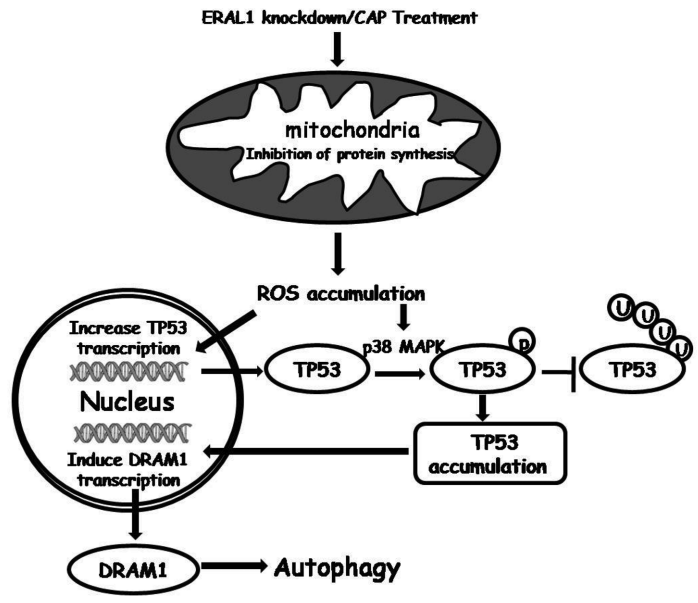 ERAL1 knockdown/CAP Treatment
mitochondria
Inhibition of protein synthesis
ROS accumulation
Increase TP53
transcription
Nucleus
Induce DRAM1
transcription
TP53
p38 MAPK
TP53
p
TP53
U
U
U
U
TP53
accumulation
DRAM1
Autophagy